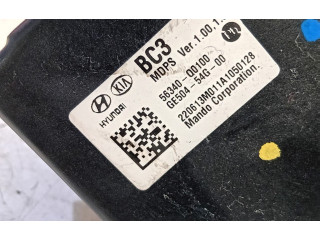 BC3
MDPS Ver.1.00.1
56340-Q0100
GE504-54G-00
220613M011A1050128
Mando Corporation.
KIA
HYUNDAI